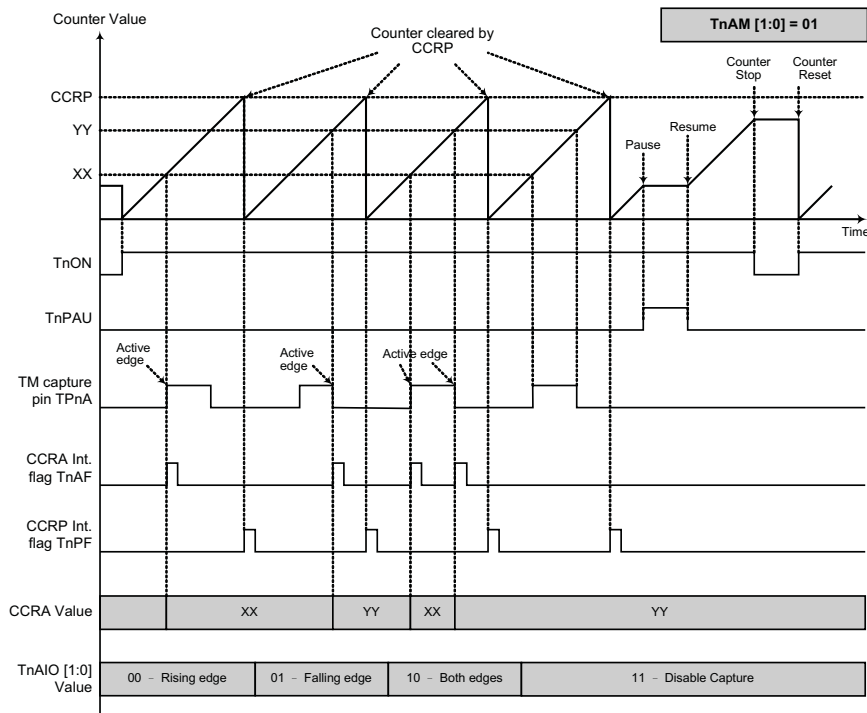 TnAM [1:0] = 01
Counter Value
Counter cleared by
CCRP
Counter
Stop
Counter
Reset
CCRP
YY
Pause
Resume
XX
Time
TnON
TnPAU
Active
edge
Active
edge
Active edge
TM capture
pin TPnA
CCRA Int.
flag TnAF
CCRP Int.
flag TnPF
CCRA Value
XX
YY
XX
YY
TnAIO [1:0]
Value
00 – Rising edge
01 – Falling edge
10 – Both edges
11 – Disable Capture